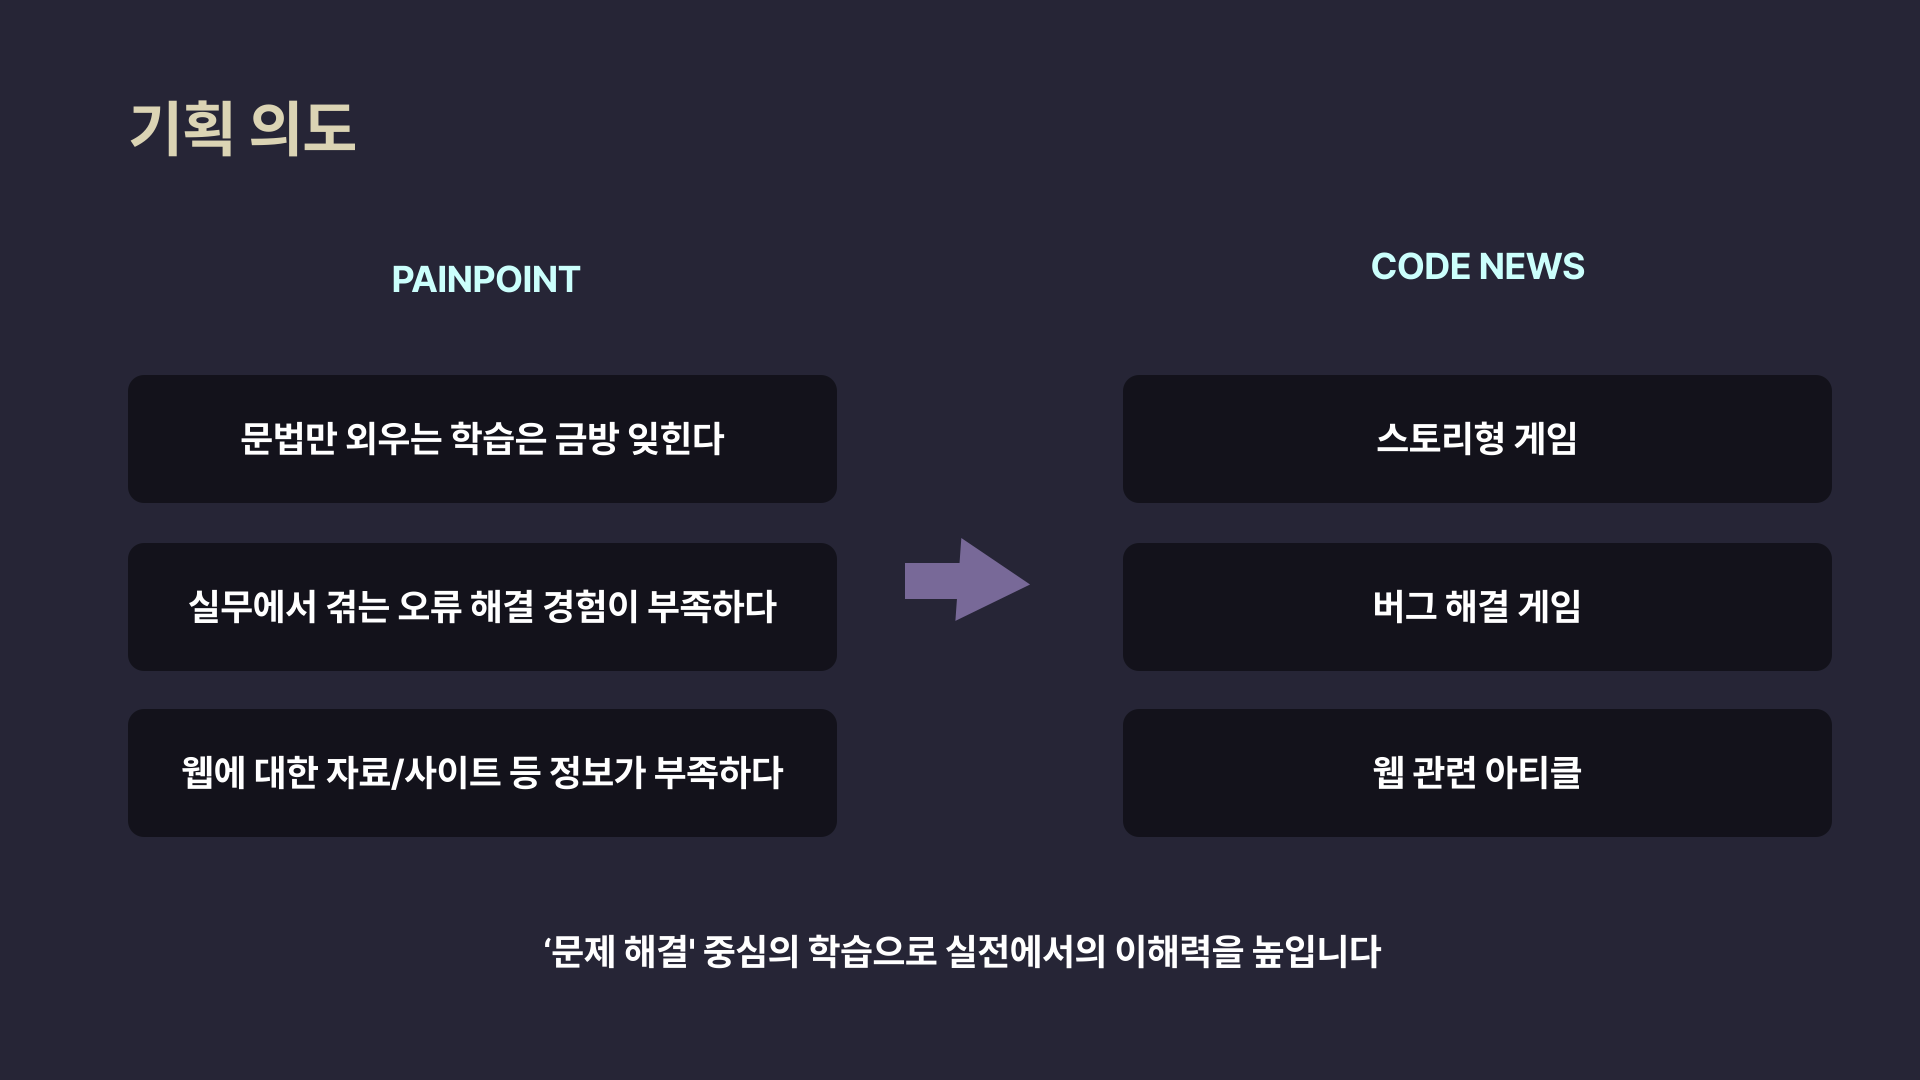 기획 의도
PAINPOINT
문법만 외우는 학습은 금방 잊힌다
실무에서 겪는 오류 해결 경험이 부족하다
웹에 대한 자료/사이트 등 정보가 부족하다
CODE NEWS
스토리형 게임
버그 해결 게임
웹 관련 아티클
‘문제 해결' 중심의 학습으로 실전에서의 이해력을 높입니다